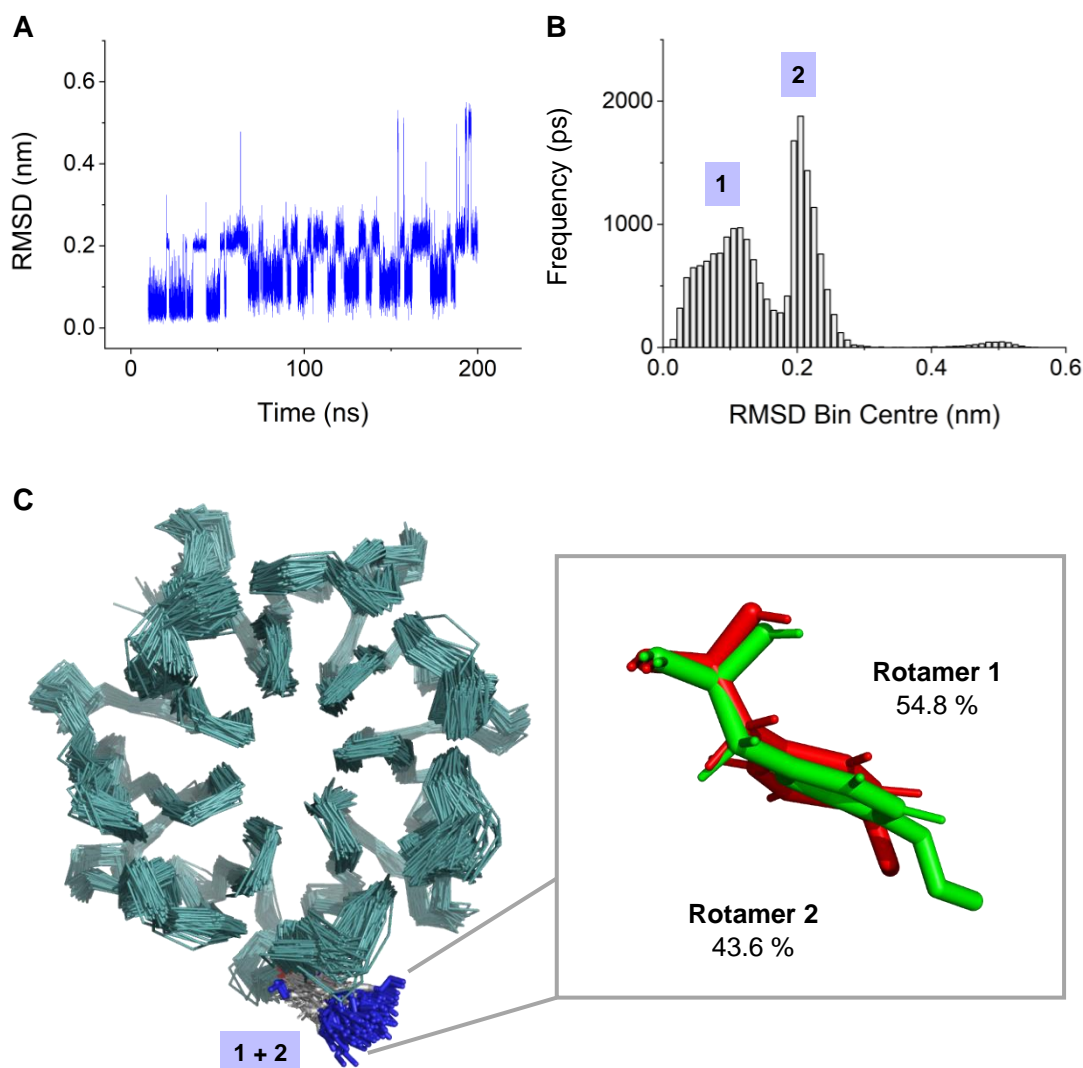 A
B
RMSD (nm)
0.6
0.4
0.2
0.0
0
100
200
Time (ns)
Frequency (ps)
2000
1000
0
0.0
0.2
0.4
0.6
RMSD Bin Centre (nm)
1
2
C
Rotamer 1
54.8 %
Rotamer 2
43.6 %
1 + 2